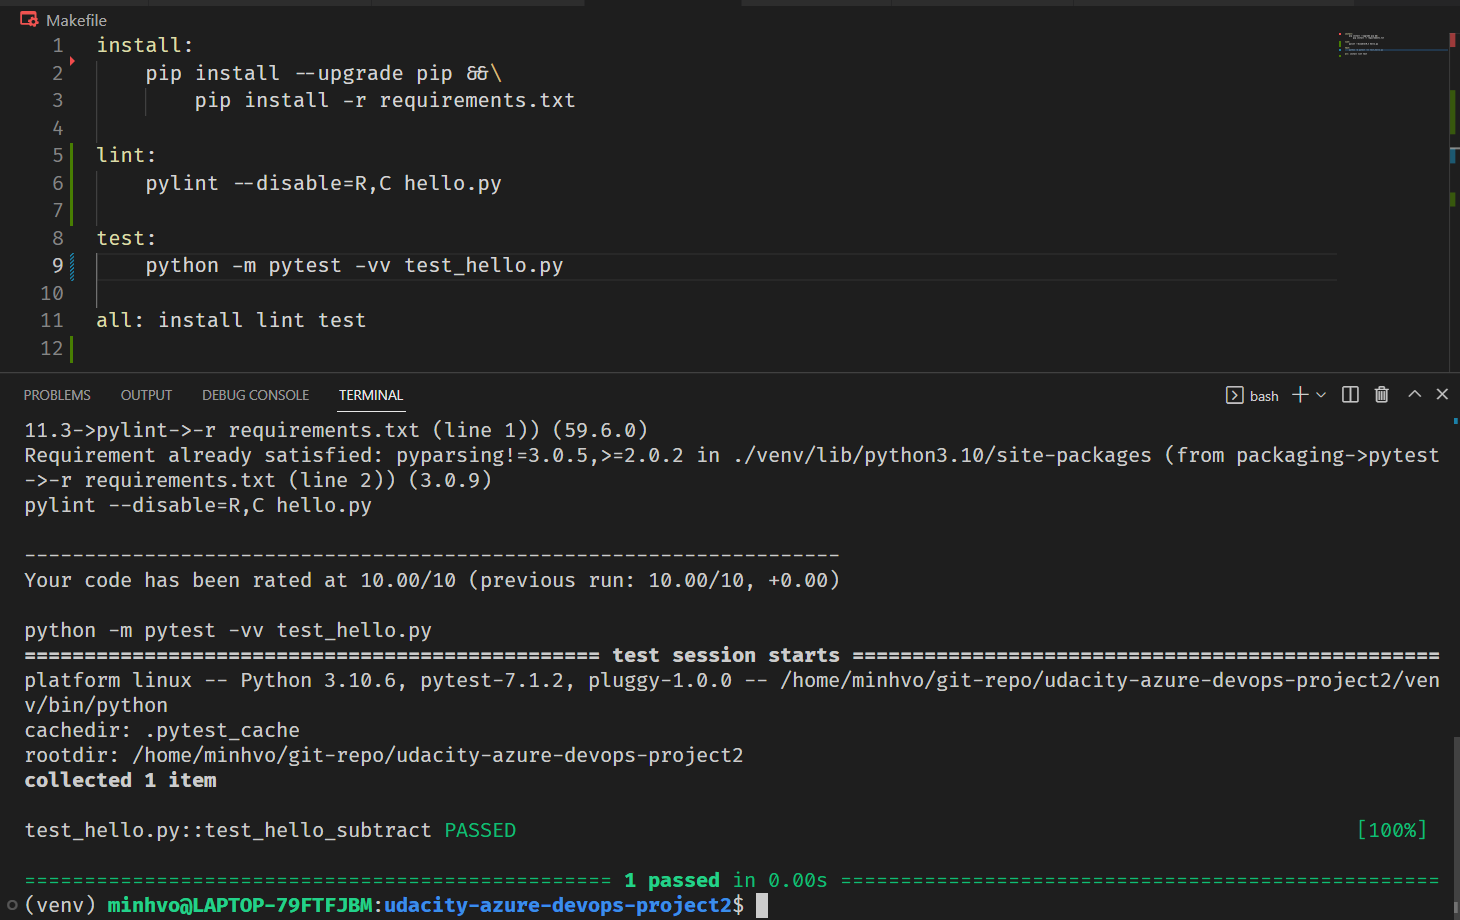 Makefile
1 install:
2 pip install --upgrade pip &&\
3 pip install -r requirements.txt
4
5 lint:
6 pylint --disable=R,C hello.py
7
8 test:
9 python -m pytest -vv test_hello.py
10
11 all: install lint test
12
PROBLEMS OUTPUT DEBUG CONSOLE TERMINAL bash
11.3->pylint->-r requirements.txt (line 1)) (59.6.0)
Requirement already satisfied: pyparsing!=3.0.5,>=2.0.2 in ./venv/lib/python3.10/site-packages (from packaging->pytest
->-r requirements.txt (line 2)) (3.0.9)
pylint --disable=R,C hello.py
--------------------------------------------------------------------
Your code has been rated at 10.00/10 (previous run: 10.00/10, +0.00)
python -m pytest -vv test_hello.py
================================================ test session starts =================================================
platform linux -- Python 3.10.6, pytest-7.1.2, pluggy-1.0.0 -- /home/minhvo/git-repo/udacity-azure-devops-project2/ven
v/bin/python
cachedir: .pytest_cache
rootdir: /home/minhvo/git-repo/udacity-azure-devops-project2
collected 1 item
test_hello.py::test_hello_subtract PASSED [100%]
================================================= 1 passed in 0.00s ==================================================
(venv) minhvo@LAPTOP-79FTFJBM:udacity-azure-devops-project2$